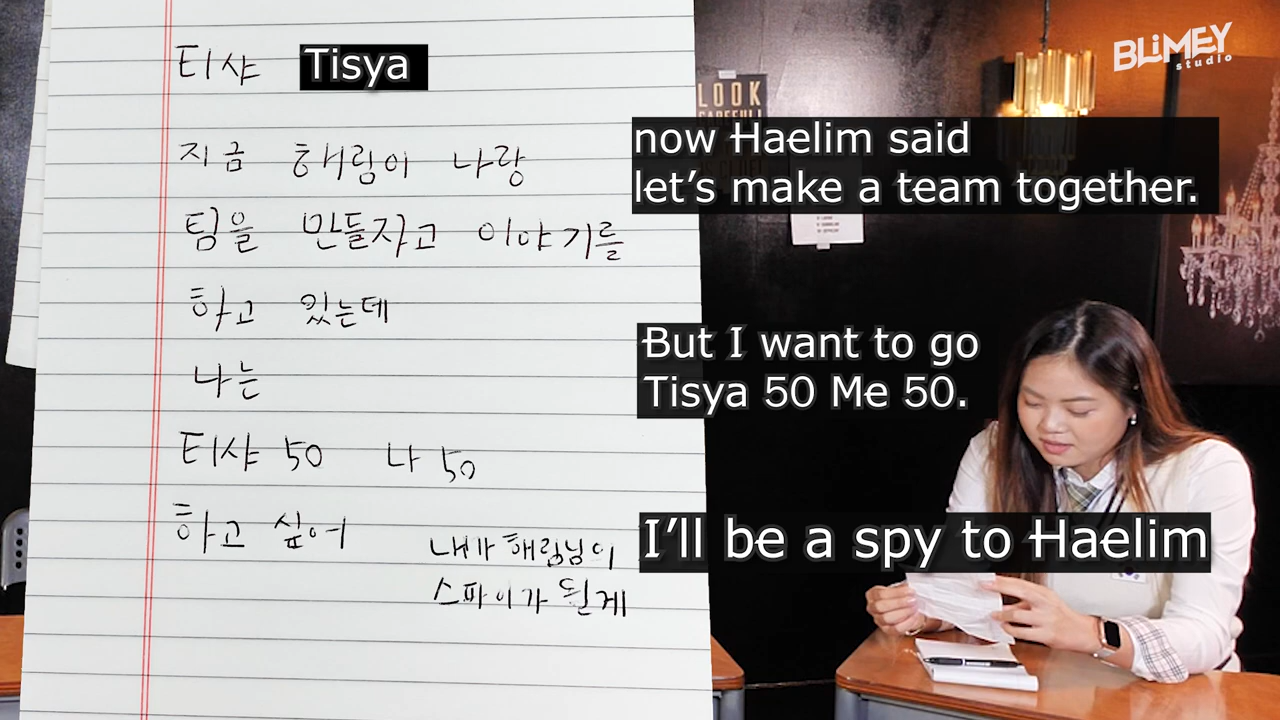 티샤 Tisya
지금 해림이 나랑
팀을 만들자고 이야기를
하고 있는데
나는
티샤 50 나 50
하고 싶어
내가 해림님이
스파이가 될게
BLiMEY
studio
LOOK
now Haelim said
let's make a team together.
But I want to go
Tisya 50 Me 50.
I'll be a spy to Haelim